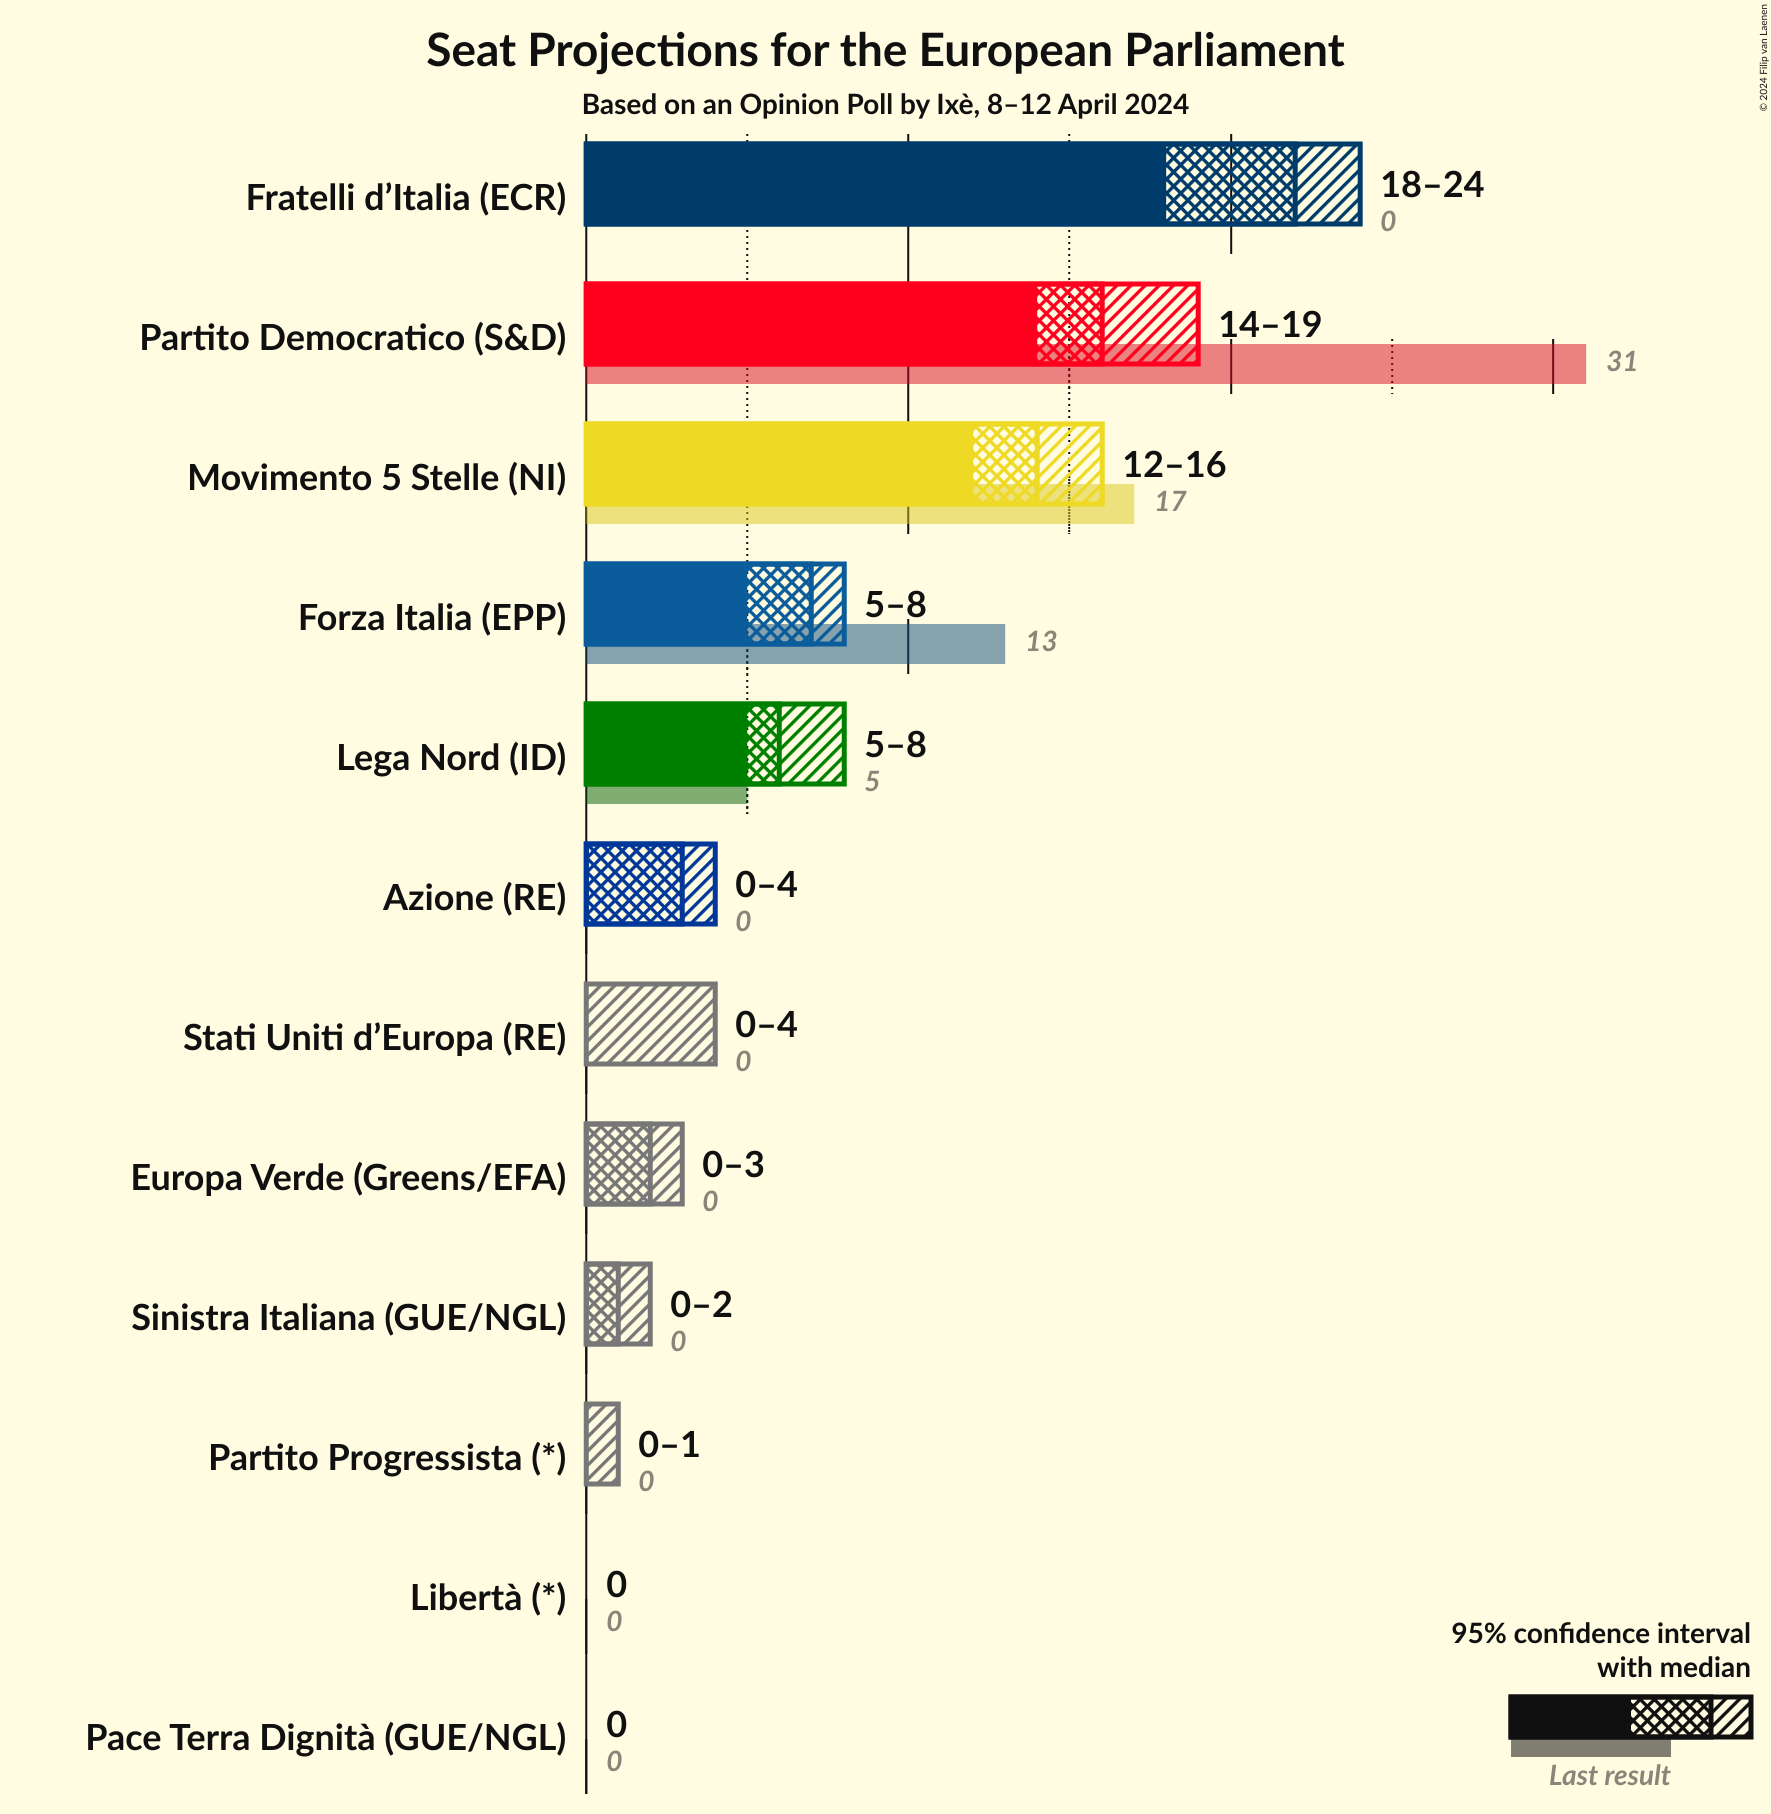 Seat Projections for the European Parliament
Based on an Opinion Poll by Ixè, 8–12 April 2024
© 2024 Filip van Laenen
Fratelli d’Italia (ECR)
18–24
0
Partito Democratico (S&D)
14–19
31
Movimento 5 Stelle (NI)
12–16
17
Forza Italia (EPP)
5–8
13
Lega Nord (ID)
5–8
5
Azione (RE)
0–4
0
Stati Uniti d’Europa (RE)
0–4
0
Europa Verde (Greens/EFA)
0–3
0
Sinistra Italiana (GUE/NGL)
0–2
0
Partito Progressista (*)
0–1
0
Libertà (*)
0
0
Pace Terra Dignità (GUE/NGL)
0
0
95% confidence interval
with median
Last result